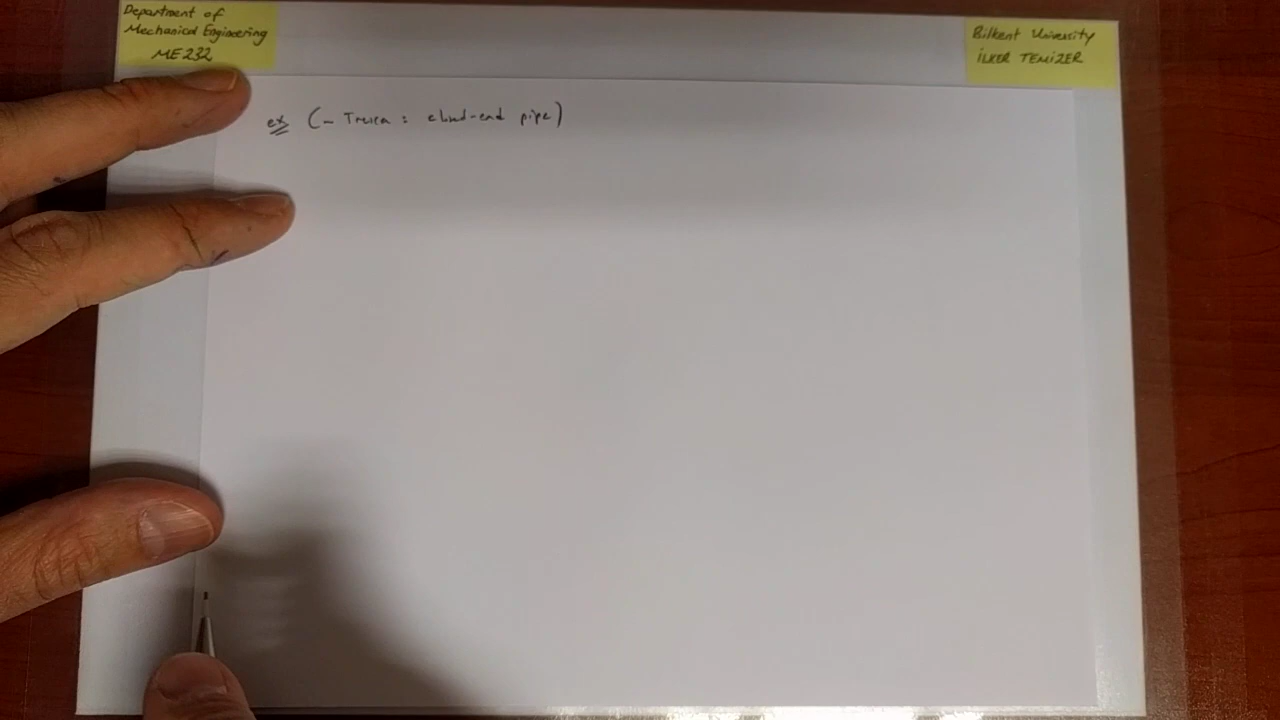 Department of
Mechanical Engineering
ME232
Bilkent University
İLKER TEMİZER
ex (~ Tresca : closed-end pipe)